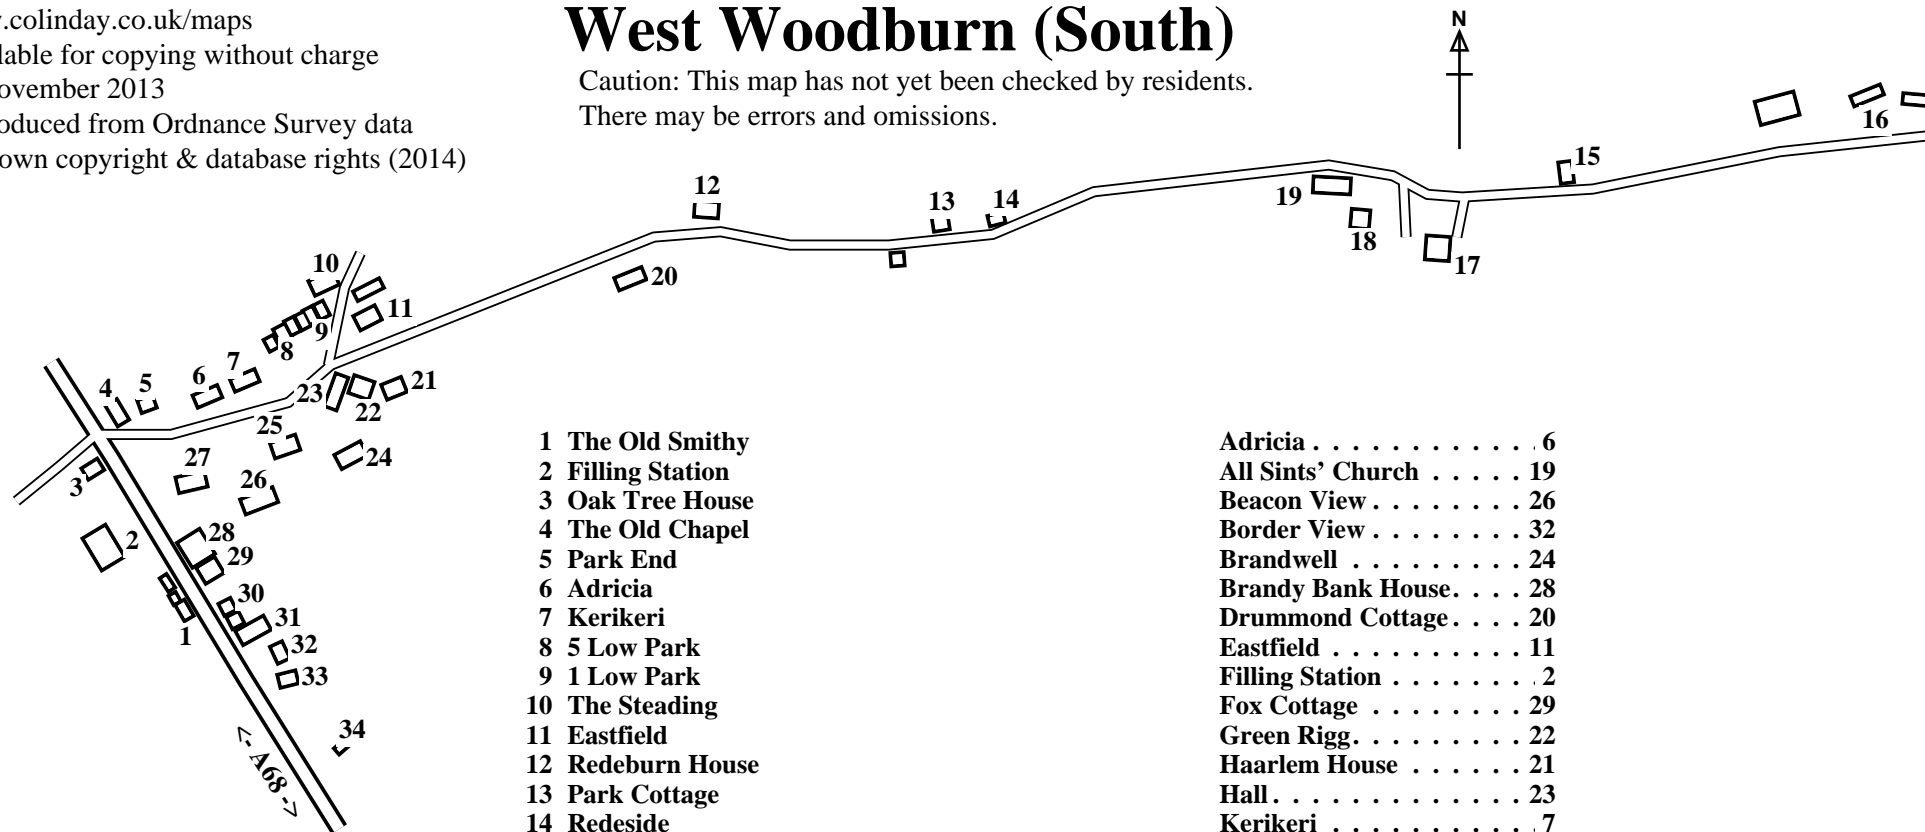 .colinday.co.uk/maps
lable for copying without charge
ovember 2013
oduced from Ordnance Survey data
own copyright & database rights (2014)
West Woodburn (South)
Caution: This map has not yet been checked by residents.
There may be errors and omissions.
N
16
15
12
13
14
19
18
17
10
20
11
9
8
7
6
5
4
23
22
21
25
24
27
26
3
2
28
29
30
1
31
32
33
34
<- A68 ->
1 The Old Smithy
2 Filling Station
3 Oak Tree House
4 The Old Chapel
5 Park End
6 Adricia
7 Kerikeri
8 5 Low Park
9 1 Low Park
10 The Steading
11 Eastfield
12 Redeburn House
13 Park Cottage
14 Redeside
Adricia . . . . . . . . . . . . 6
All Sints’ Church . . . . . 19
Beacon View . . . . . . . . 26
Border View . . . . . . . . 32
Brandwell . . . . . . . . . 24
Brandy Bank House . . . . 28
Drummond Cottage . . . . 20
Eastfield . . . . . . . . . . 11
Filling Station . . . . . . . . 2
Fox Cottage . . . . . . . . 29
Green Rigg . . . . . . . . . 22
Haarlem House . . . . . . 21
Hall . . . . . . . . . . . . . 23
Kerikeri . . . . . . . . . . . 7